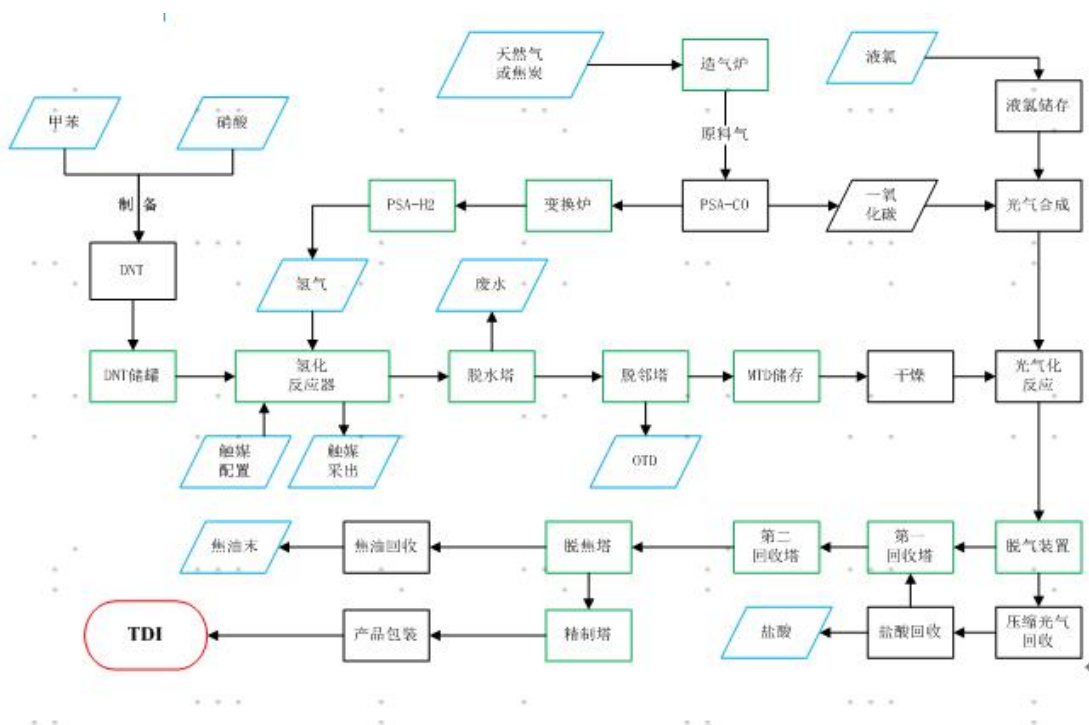 天然气
或焦炭
造气炉
液氯
甲苯
硝酸
液氯储存
原料气
制备
PSA-H2
变换炉
PSA-CO
一氧
化碳
光气合成
DNT
氢气
废水
DNT储罐
氢化
反应器
脱水塔
脱邻塔
MTD储存
干燥
光气化
反应
触媒
配置
触媒
采出
OTD
焦油末
焦油回收
脱焦塔
第二
回收塔
第一
回收塔
脱气装置
TDI
产品包装
精制塔
盐酸
盐酸回收
压缩光气
回收